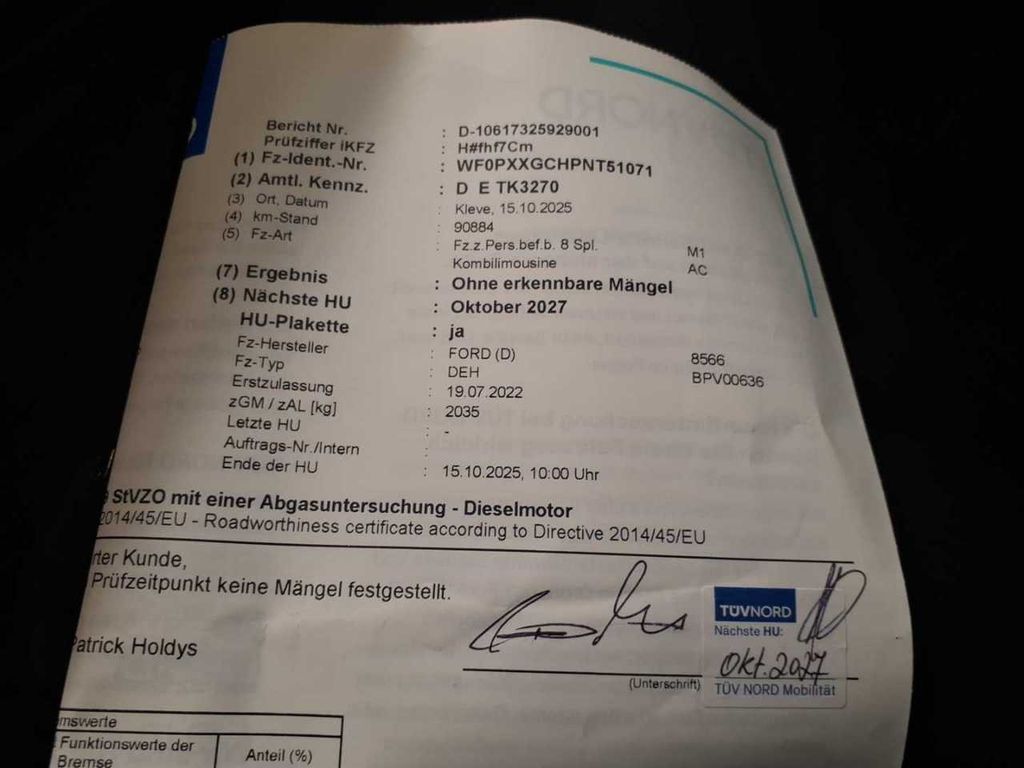 Bericht Nr. : D-10617325929001
Prüfziffer iKFZ : H#fhf7Cm
(1) Fz-Ident.-Nr. : WF0PXXGCHPNT51071
(2) Amtl. Kennz. : D E TK3270
(3) Ort, Datum : Kleve, 15.10.2025
(4) km-Stand : 90884
(5) Fz-Art : Fz.z.Pers.bef.b. 8 Spl. M1
Kombilimousine AC
(7) Ergebnis : Ohne erkennbare Mängel
(8) Nächste HU : Oktober 2027
HU-Plakette : ja
Fz-Hersteller : FORD (D) 8566
Fz-Typ : DEH BPV00636
Erstzulassung : 19.07.2022
zGM / zAL [kg] : 2035
Letzte HU : -
Auftrags-Nr./Intern :
Ende der HU : 15.10.2025, 10:00 Uhr
StVZO mit einer Abgasuntersuchung - Dieselmotor
2014/45/EU - Roadworthiness certificate according to Directive 2014/45/EU
rter Kunde,
Prüfzeitpunkt keine Mängel festgestellt.
atrick Holdys
(Unterschrift)
TÜVNORD
Nächste HU:
Okt. 2027
TÜV NORD Mobilität
mswerte
Funktionswerte der
Bremse
Anteil (%)